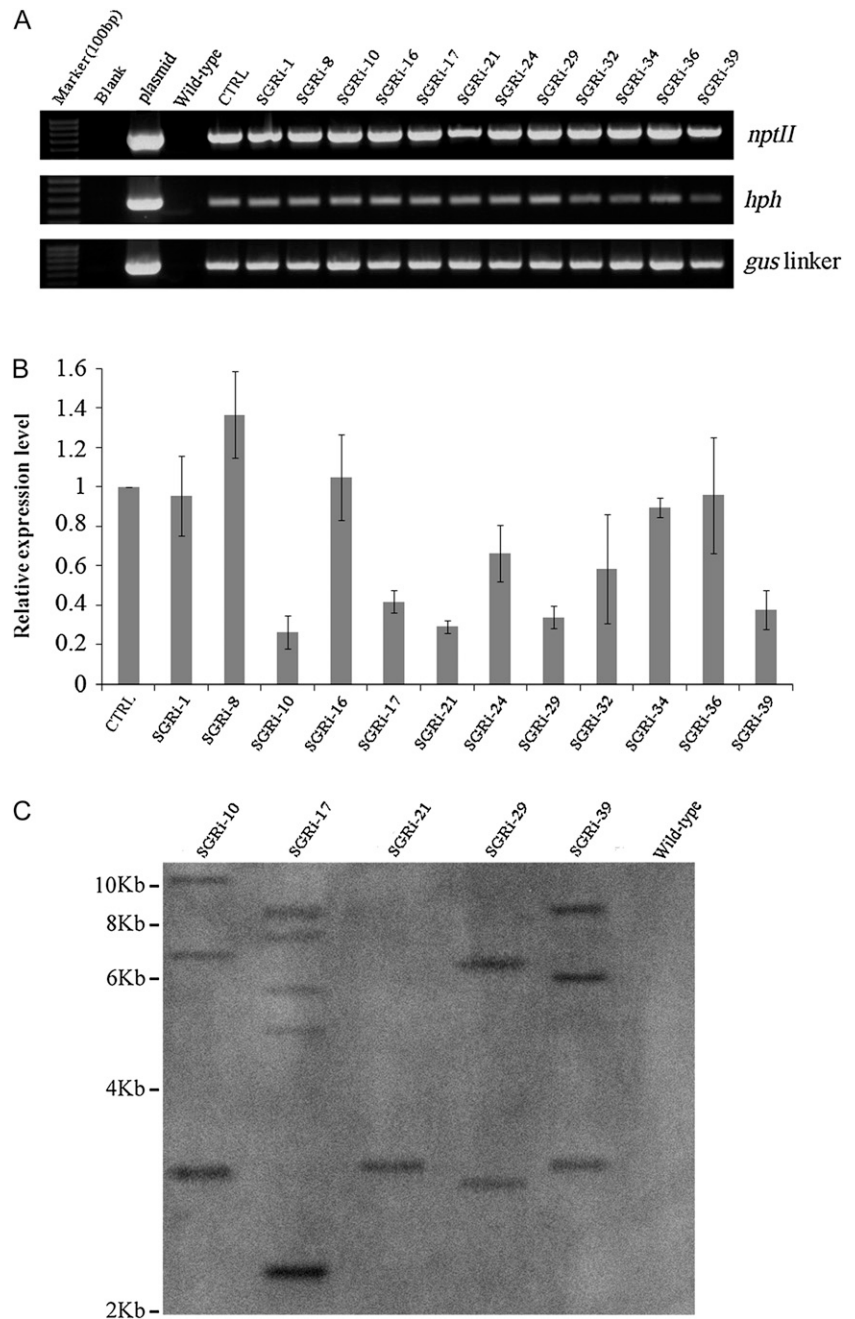 A
Marker(100bp)
Blank
plasmid
Wild-type
CTRL
SGRi-1
SGRi-8
SGRi-10
SGRi-16
SGRi-17
SGRi-21
SGRi-24
SGRi-29
SGRi-32
SGRi-34
SGRi-36
SGRi-39
nptII
hph
gus linker
B
Relative expression level
1.6
1.4
1.2
1
0.8
0.6
0.4
0.2
0
CTRL
SGRi-1
SGRi-8
SGRi-10
SGRi-16
SGRi-17
SGRi-21
SGRi-24
SGRi-29
SGRi-32
SGRi-34
SGRi-36
SGRi-39
C
SGRi-10
SGRi-17
SGRi-21
SGRi-29
SGRi-39
Wild-type
10Kb
8Kb
6Kb
4Kb
2Kb